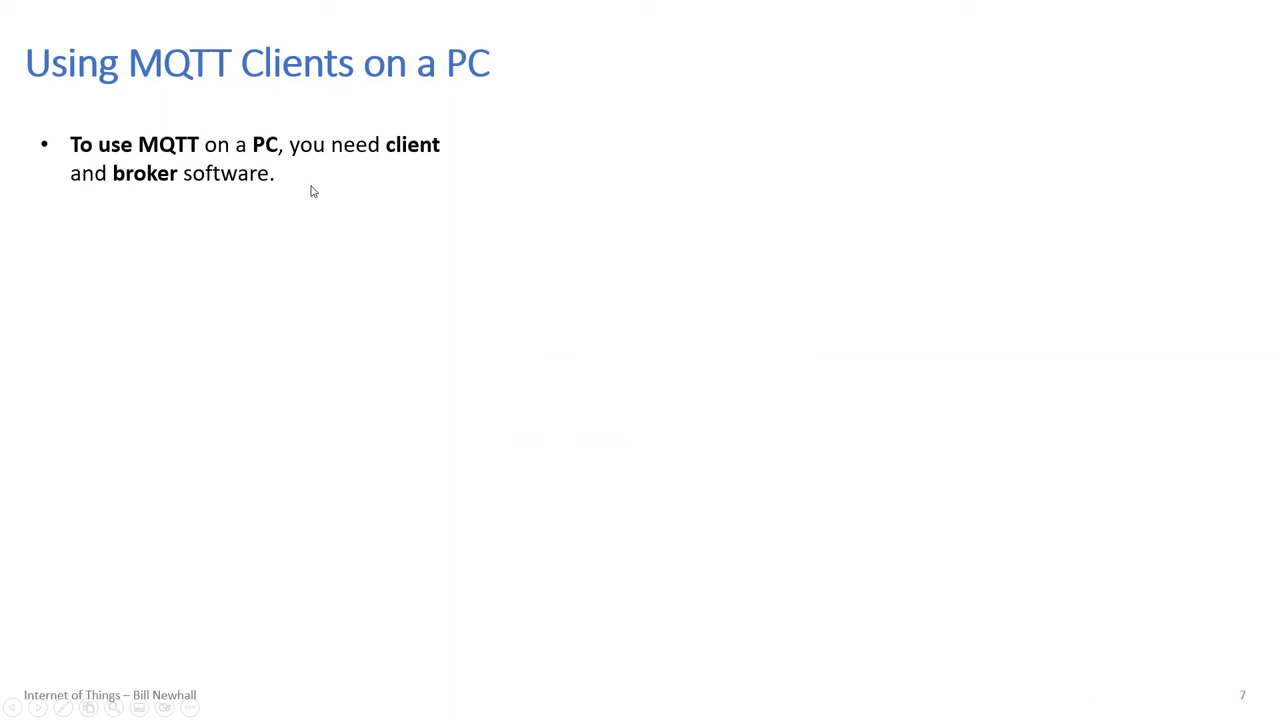 Using MQTT Clients on a PC
• To use MQTT on a PC, you need client
and broker software.
Internet of Things – Bill Newhall
7